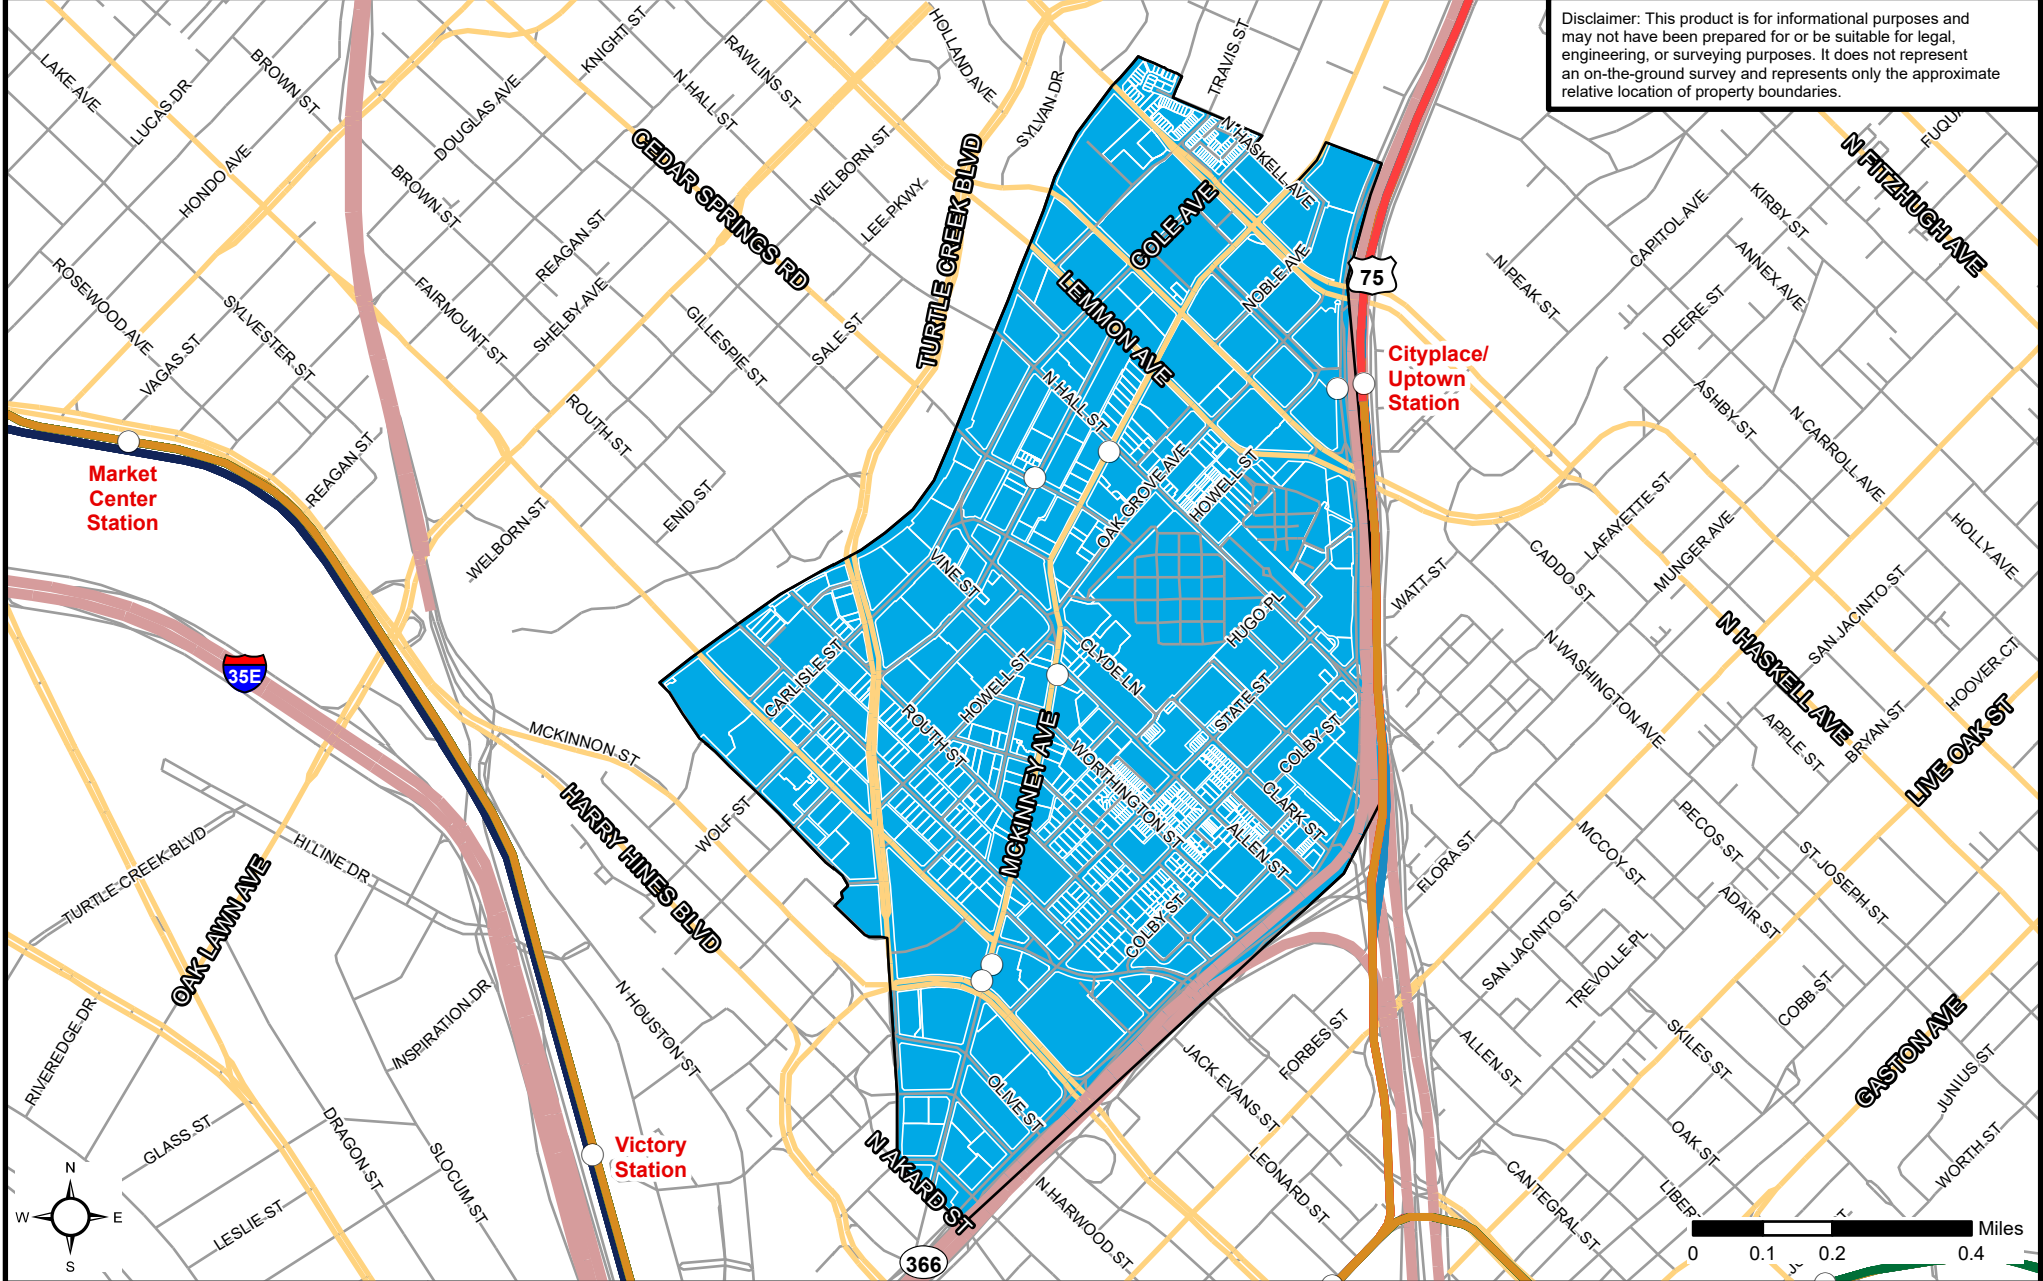 Disclaimer: This product is for informational purposes and
may not have been prepared for or be suitable for legal,
engineering, or surveying purposes. It does not represent
an on-the-ground survey and represents only the approximate
relative location of property boundaries.
LAKE AVE
LUCAS DR
BROWN ST
HONDO AVE
DOUGLAS AVE
KNIGHT ST
N HALL ST
RAWLINS ST
HOLLAND AVE
SYLVAN DR
TRAVIS ST
WELBORN ST
LEE PKWY
CEDAR SPRINGS RD
TURTLE CREEK BLVD
BROWN ST
REAGAN ST
FAIRMOUNT ST
SHELBY AVE
GILLESPIE ST
SALE ST
ROSEWOOD AVE
VAGAS ST
SYLVESTER ST
ROUTH ST
REAGAN ST
ENID ST
WELBORN ST
Market
Center
Station
35E
N HASKELL AVE
COLE AVE
LEMMON AVE
NOBLE AVE
75
Cityplace/
Uptown
Station
N HALL ST
OAK GROVE AVE
HOWELL ST
VINE ST
HUGO PL
CLYDE LN
CARLISLE ST
HOWELL ST
ROUTH ST
STATE ST
COLBY ST
MCKINNEY AVE
WORTHINGTON ST
CLARK ST
ALLEN ST
COLBY ST
OLIVE ST
N AKARD ST
366
N FITZHUGH AVE
CAPITOL AVE
KIRBY ST
ANNEX AVE
N PEAK ST
DEERE ST
ASHBY ST
N CARROLL AVE
LAFAYETTE ST
MUNGER AVE
CADDO ST
HOLLY AVE
WATT ST
SAN JACINTO ST
N HASKELL AVE
N WASHINGTON AVE
HOOVER CT
APPLE ST
BRYAN ST
LIVE OAK ST
PECOS ST
MCCOY ST
ST JOSEPH ST
FLORA ST
ADAIR ST
SAN JACINTO ST
TREVOLLE PL
COBB ST
SKILES ST
GASTON AVE
JUNIUS ST
ALLEN ST
FORBES ST
JACK EVANS ST
LEONARD ST
N HARWOOD ST
OAK ST
WORTH ST
CANTEGRAL ST
MCKINNON ST
HARRY HINES BLVD
WOLF ST
TURTLE CREEK BLVD
HI LINE DR
OAK LAWN AVE
INSPIRATION DR
RIVEREDGE DR
N HOUSTON ST
GLASS ST
DRAGON ST
SLOCUM ST
LESLIE ST
Victory
Station
N
W E
S
Miles
0 0.1 0.2 0.4